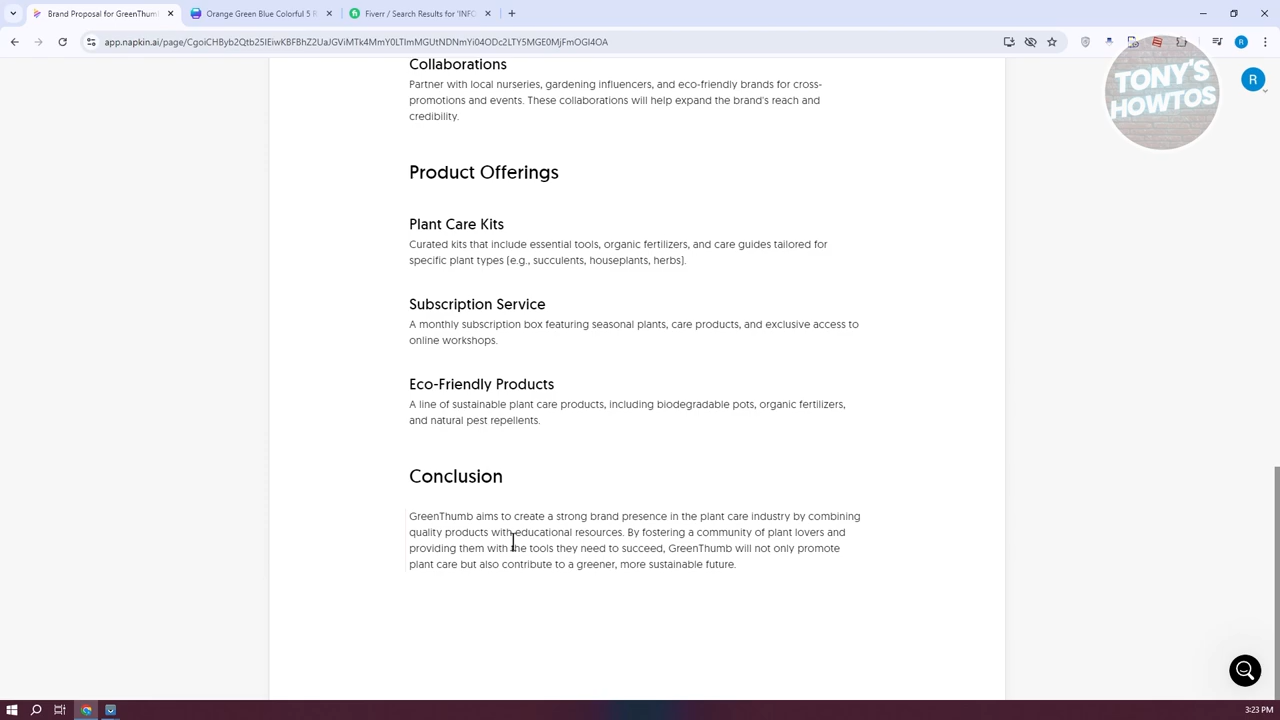 Brand Proposal for GreenThum
Orange Green Blue Colorful 5 R
Fiverr / Search Results for 'INFO
R
TONY'S
HOWTOS
R
Collaborations
Partner with local nurseries, gardening influencers, and eco-friendly brands for cross-
promotions and events. These collaborations will help expand the brand's reach and
credibility.
Product Offerings
Plant Care Kits
Curated kits that include essential tools, organic fertilizers, and care guides tailored for
specific plant types (e.g., succulents, houseplants, herbs).
Subscription Service
A monthly subscription box featuring seasonal plants, care products, and exclusive access to
online workshops.
Eco-Friendly Products
A line of sustainable plant care products, including biodegradable pots, organic fertilizers,
and natural pest repellents.
Conclusion
GreenThumb aims to create a strong brand presence in the plant care industry by combining
quality products with educational resources. By fostering a community of plant lovers and
providing them with the tools they need to succeed, GreenThumb will not only promote
plant care but also contribute to a greener, more sustainable future.
3:23 PM